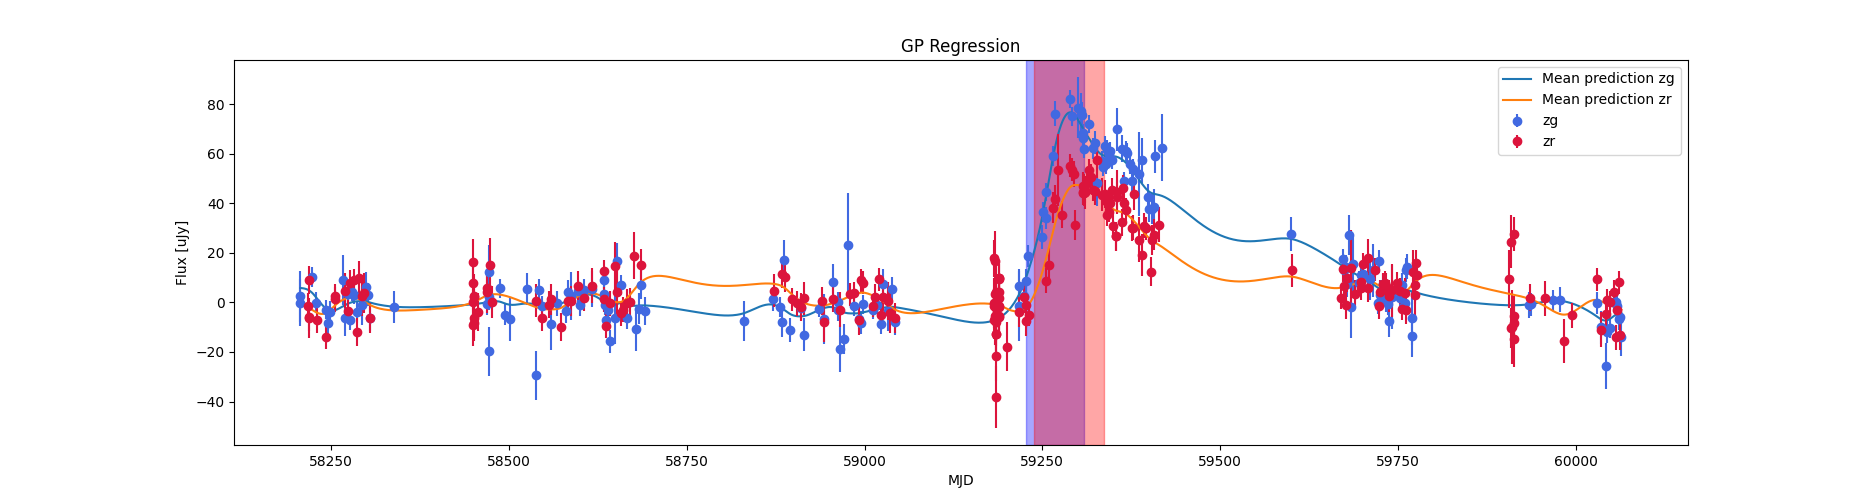 GP Regression
Flux [uJy]
80
60
40
20
0
−20
−40
58250
58500
58750
59000
59250
59500
59750
60000
MJD
Mean prediction zg
Mean prediction zr
zg
zr